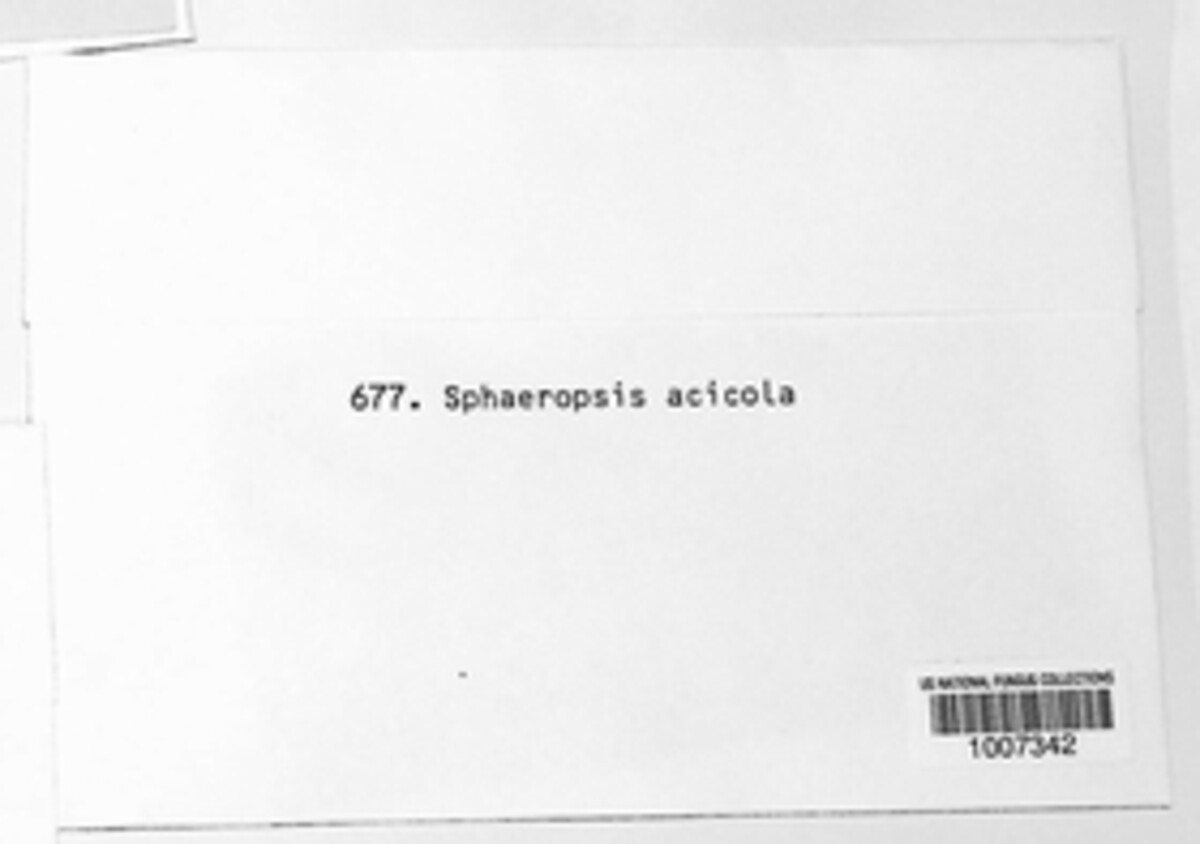 677. Sphaeropsis acicola
US NATIONAL FUNGUS COLLECTIONS
1007342